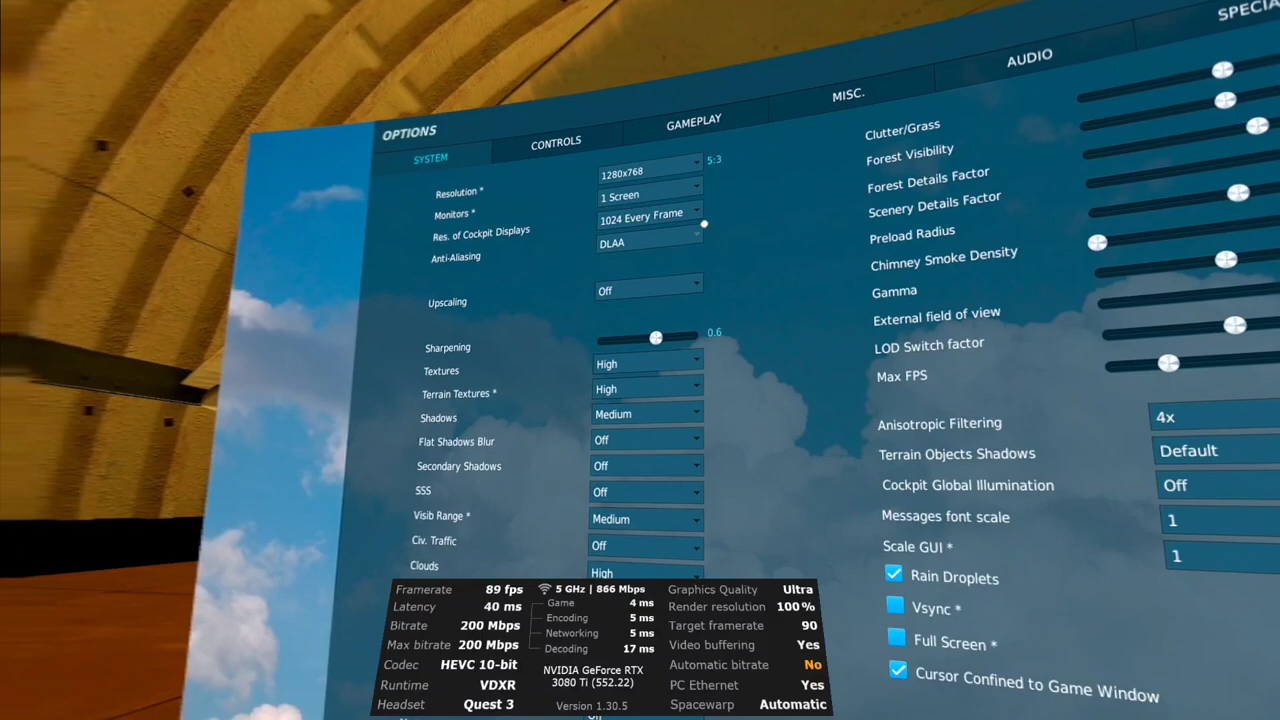 OPTIONS
SYSTEM
CONTROLS
GAMEPLAY
MISC.
AUDIO
SPECIA
Resolution * 1280x768 5:3
Monitors * 1 Screen
Res. of Cockpit Displays 1024 Every Frame
Anti-Aliasing DLAA
Upscaling Off
Sharpening 0.6
Textures High
Terrain Textures * High
Shadows Medium
Flat Shadows Blur Off
Secondary Shadows Off
SSS Off
Visib Range * Medium
Civ. Traffic Off
Clouds High
Clutter/Grass
Forest Visibility
Forest Details Factor
Scenery Details Factor
Preload Radius
Chimney Smoke Density
Gamma
External field of view
LOD Switch factor
Max FPS
Anisotropic Filtering 4x
Terrain Objects Shadows Default
Cockpit Global Illumination Off
Messages font scale 1
Scale GUI * 1
Rain Droplets
Vsync *
Full Screen *
Cursor Confined to Game Window
Framerate 89 fps
Latency 40 ms
Bitrate 200 Mbps
Max bitrate 200 Mbps
Codec HEVC 10-bit
Runtime VDXR
Headset Quest 3
5 GHz | 866 Mbps
Game 4 ms
Encoding 5 ms
Networking 5 ms
Decoding 17 ms
NVIDIA GeForce RTX
3080 Ti (552.22)
Version 1.30.5
Graphics Quality Ultra
Render resolution 100%
Target framerate 90
Video buffering Yes
Automatic bitrate No
PC Ethernet Yes
Spacewarp Automatic